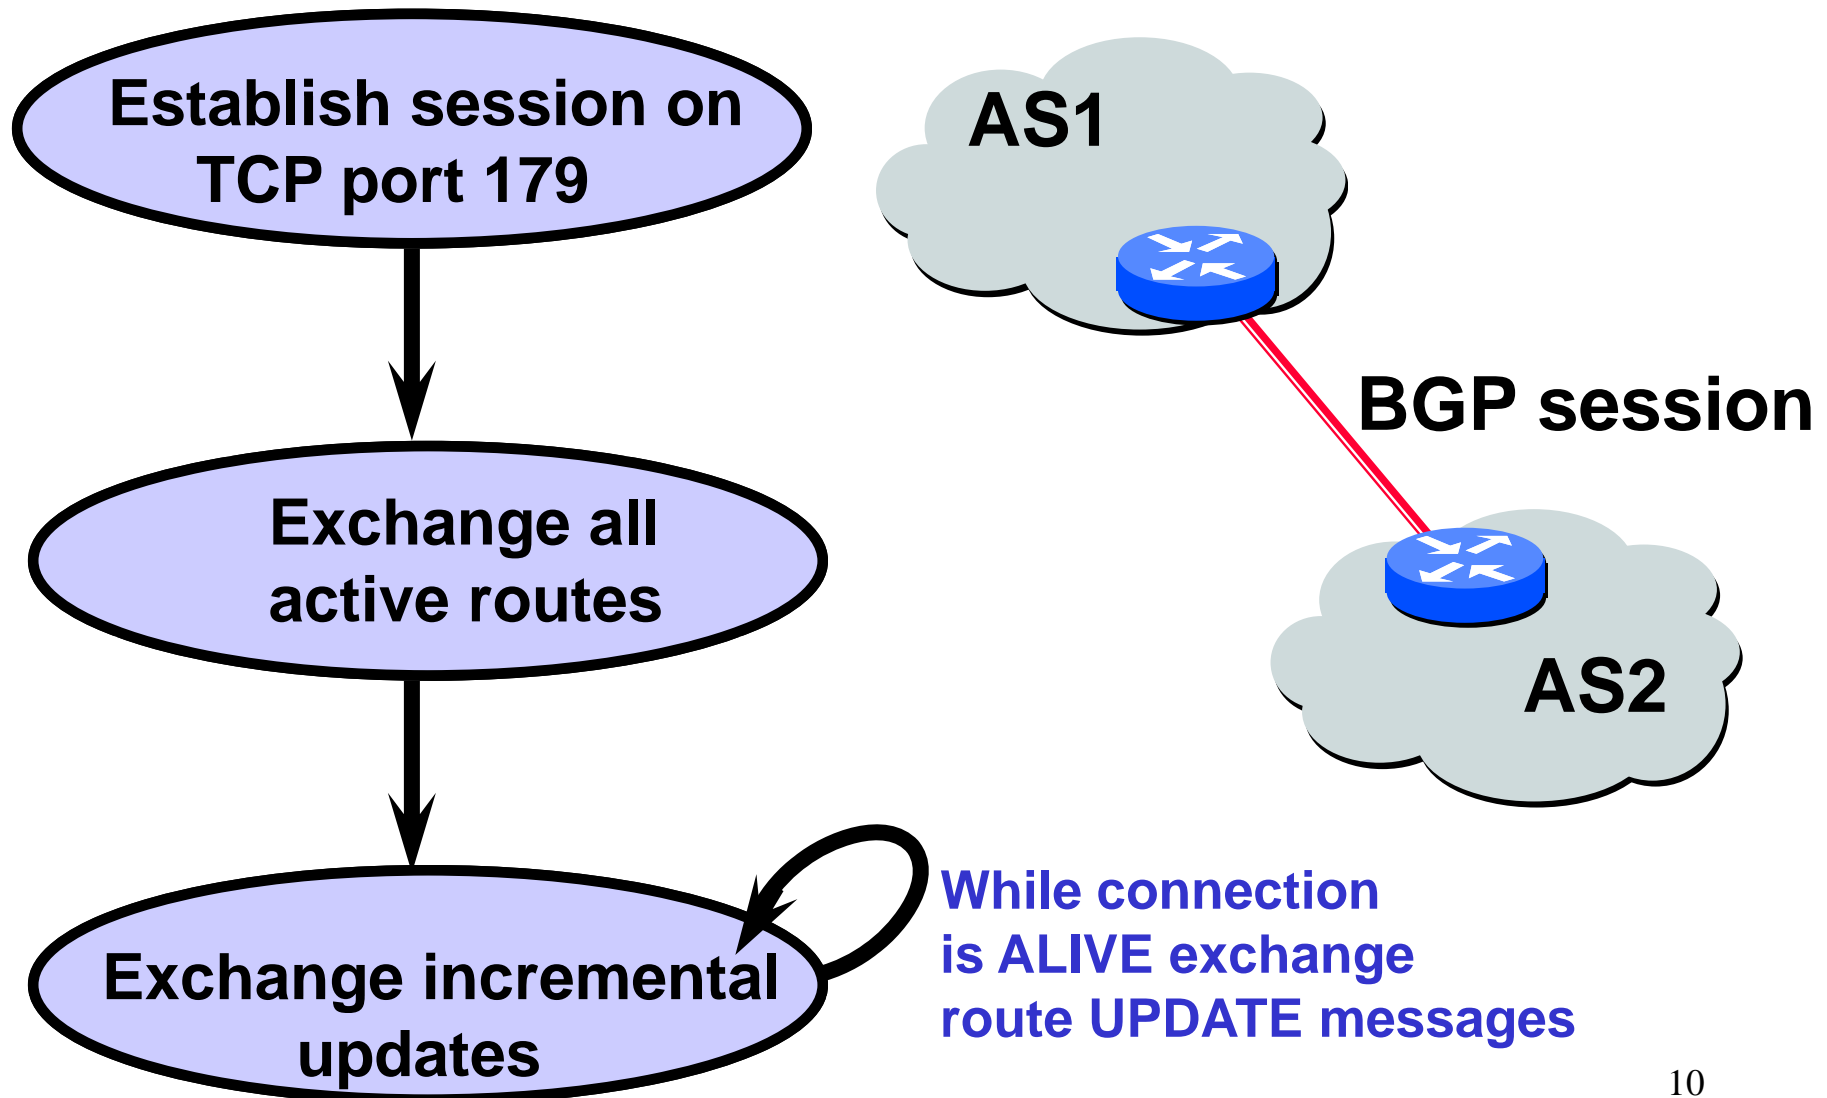 Establish session on
TCP port 179
AS1
BGP session
Exchange all
active routes
AS2
While connection
is ALIVE exchange
route UPDATE messages
Exchange incremental
updates
10